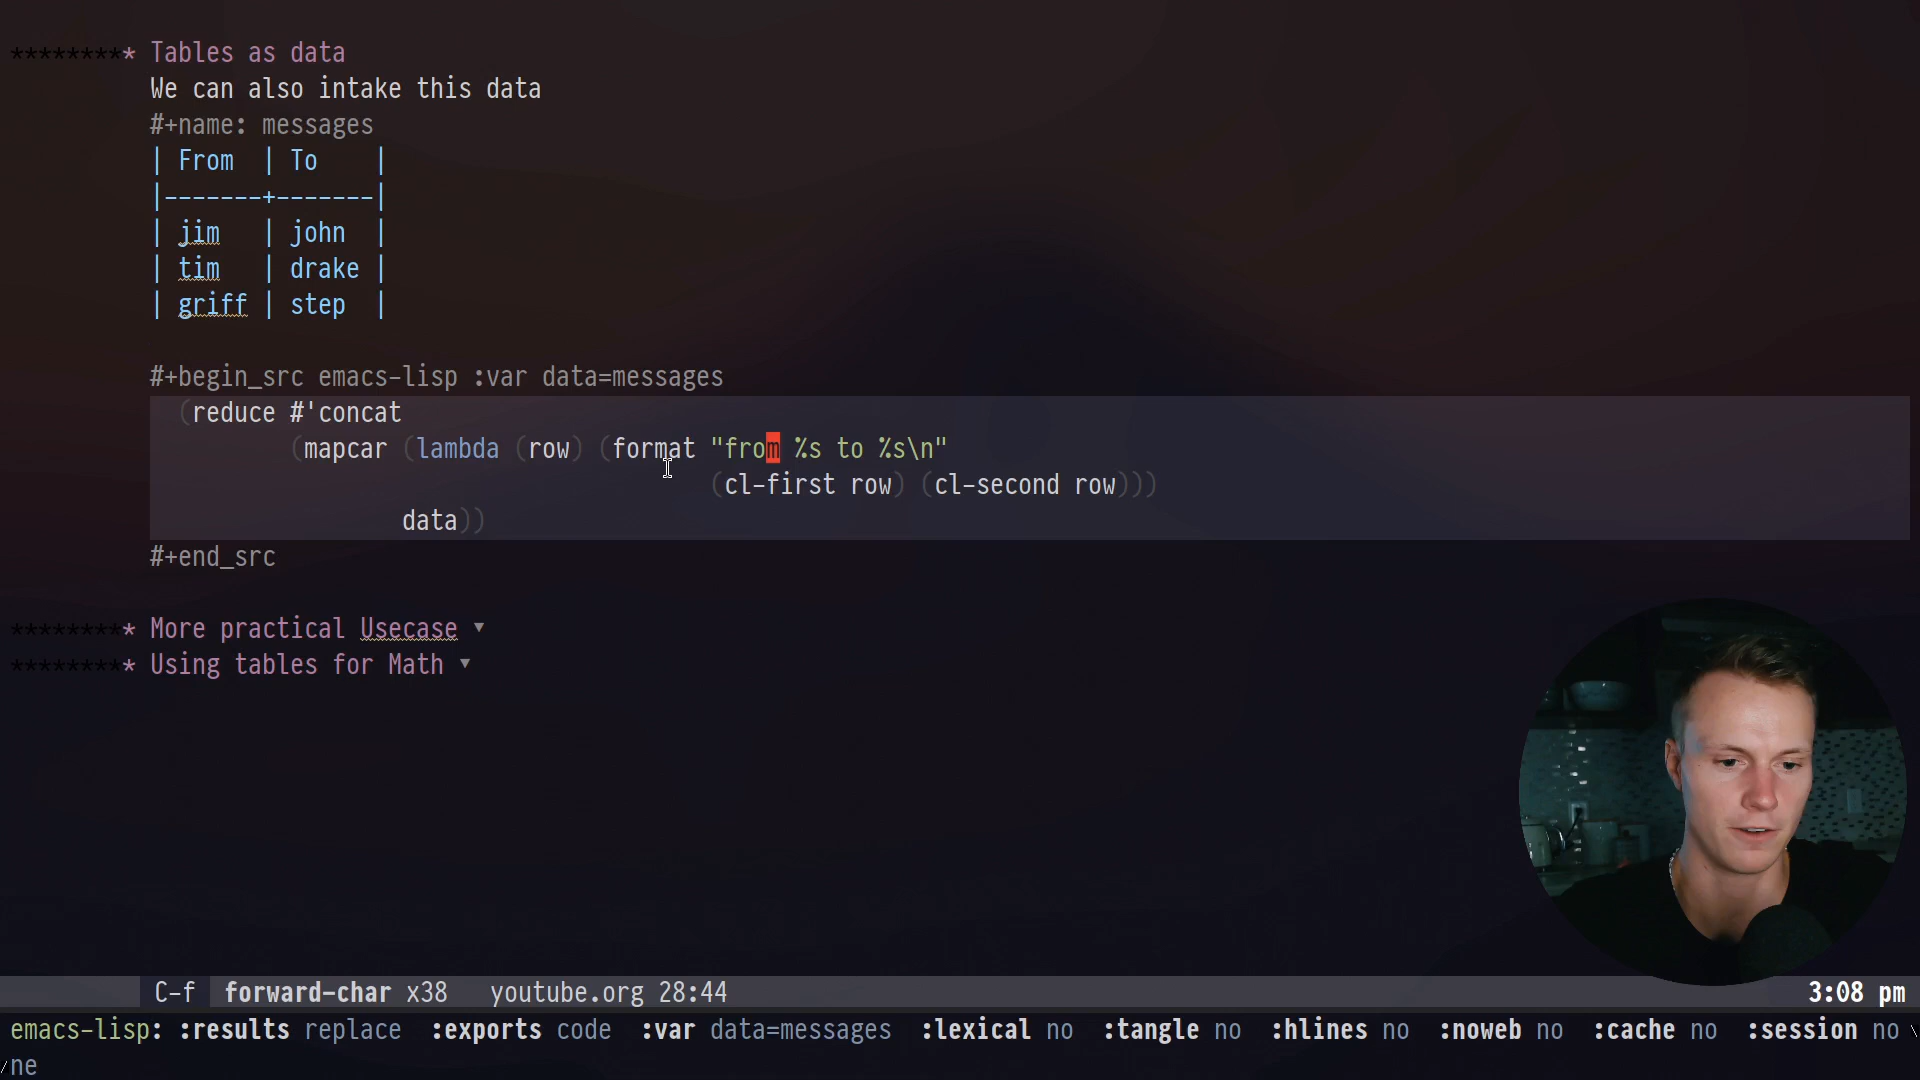 ********* Tables as data
We can also intake this data
#+name: messages
| From  | To    |
|-------+-------|
| jim   | john  |
| tim   | drake |
| griff | step  |
#+begin_src emacs-lisp :var data=messages
(reduce #'concat
(mapcar (lambda (row) (format "from %s to %s\n"
(cl-first row) (cl-second row)))
data))
#+end_src
********* More practical Usecase ▾
********* Using tables for Math ▾
C-f forward-char x38 youtube.org 28:44 3:08 pm
emacs-lisp: :results replace :exports code :var data=messages :lexical no :tangle no :hlines no :noweb no :cache no :session no\
/ne